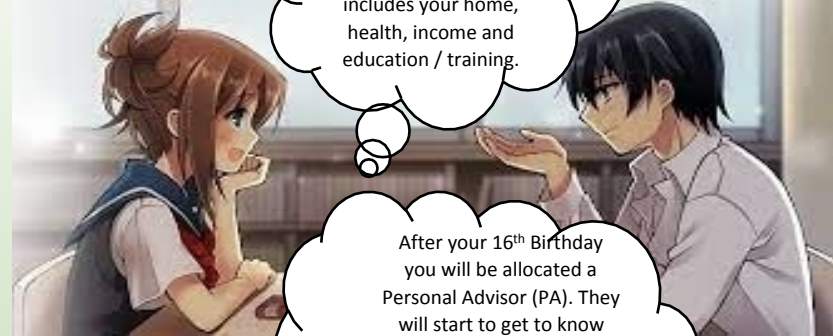 includes your home,
health, income and
education / training.
After your 16th Birthday
you will be allocated a
Personal Advisor (PA). They
will start to get to know